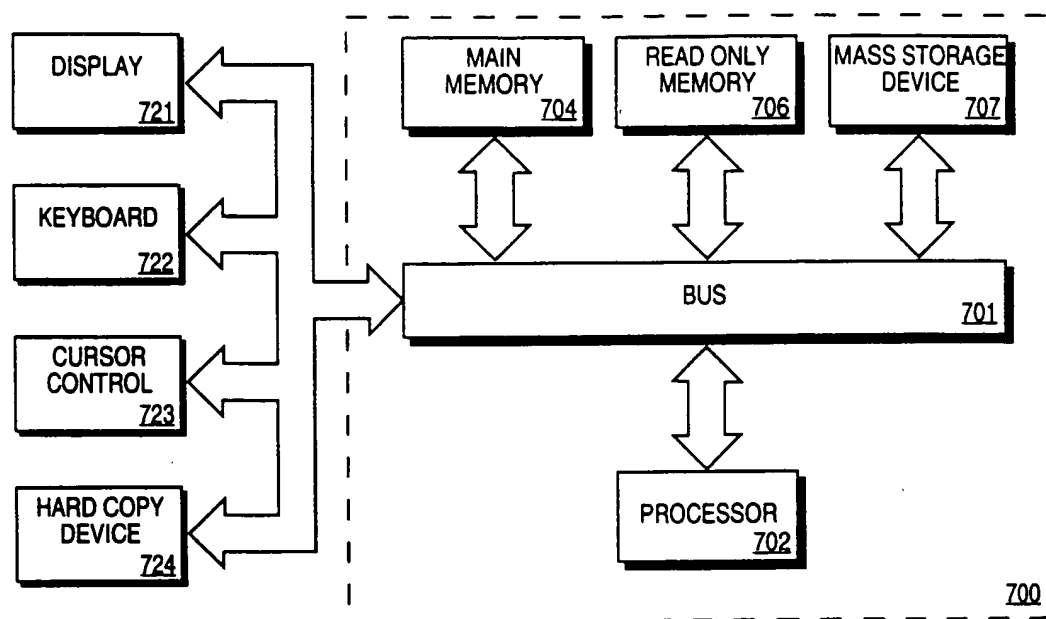 DISPLAY
721
KEYBOARD
722
CURSOR
CONTROL
723
HARD COPY
DEVICE
724
MAIN
MEMORY
704
READ ONLY
MEMORY
706
MASS STORAGE
DEVICE
707
BUS
701
PROCESSOR
702
700